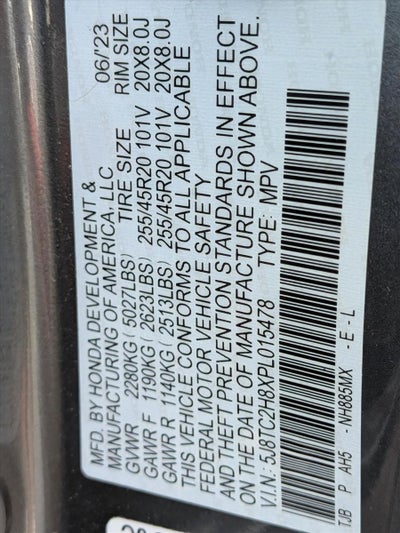 MFD. BY HONDA DEVELOPMENT &
MANUFACTURING OF AMERICA, LLC 06/'23
TIRE SIZE RIM SIZE
GVWR 2280KG ( 5027LBS)
GAWR F 1190KG ( 2623LBS) 255/45R20 101V 20X8.0J
GAWR R 1140KG ( 2513LBS) 255/45R20 101V 20X8.0J
THIS VEHICLE CONFORMS TO ALL APPLICABLE
FEDERAL MOTOR VEHICLE SAFETY
AND THEFT PREVENTION STANDARDS IN EFFECT
ON THE DATE OF MANUFACTURE SHOWN ABOVE.
V.I.N: 5J8TC2H8XPL015478 TYPE: MPV
TJB P AH5 -NH885MX - E - L